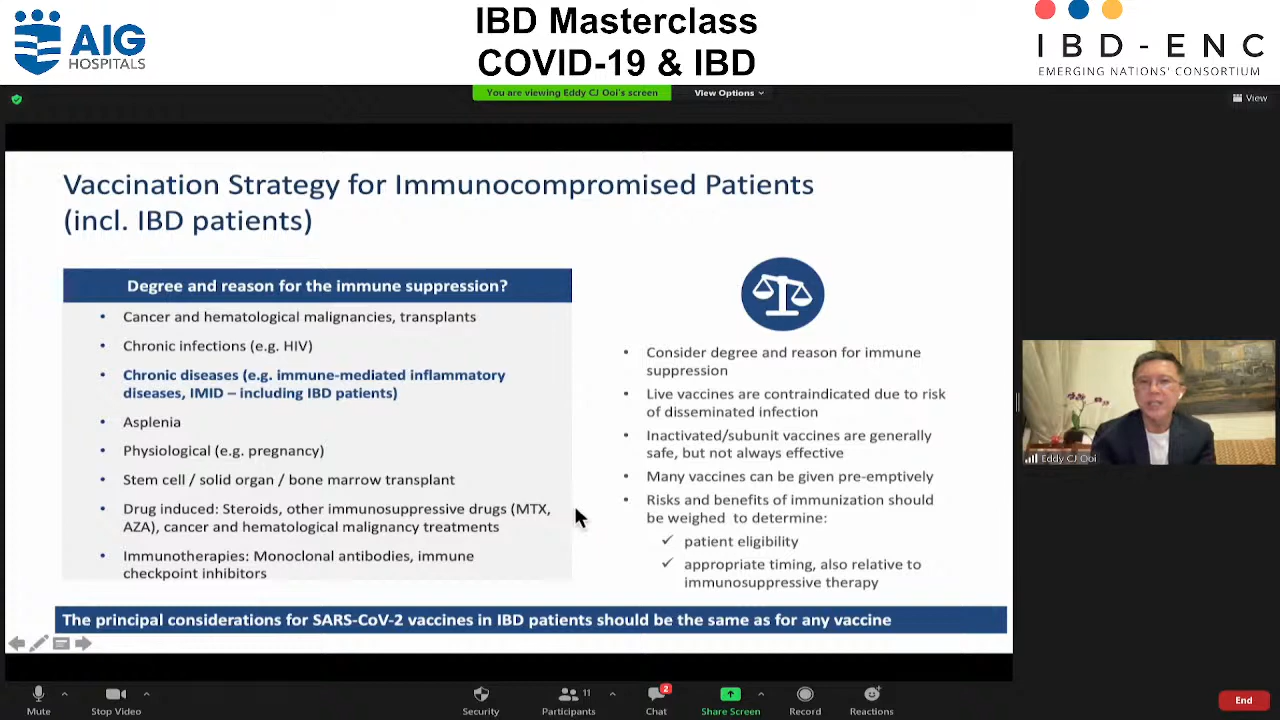 AIG
HOSPITALS
IBD Masterclass
COVID-19 & IBD
IBD-ENC
EMERGING NATIONS' CONSORTIUM
You are viewing Eddy CJ Ooi's screen
View Options
View
Vaccination Strategy for Immunocompromised Patients
(incl. IBD patients)
Degree and reason for the immune suppression?
• Cancer and hematological malignancies, transplants
• Chronic infections (e.g. HIV)
• Chronic diseases (e.g. immune-mediated inflammatory
diseases, IMID – including IBD patients)
• Asplenia
• Physiological (e.g. pregnancy)
• Stem cell / solid organ / bone marrow transplant
• Drug induced: Steroids, other immunosuppressive drugs (MTX,
AZA), cancer and hematological malignancy treatments
• Immunotherapies: Monoclonal antibodies, immune
checkpoint inhibitors
• Consider degree and reason for immune
suppression
• Live vaccines are contraindicated due to risk
of disseminated infection
• Inactivated/subunit vaccines are generally
safe, but not always effective
• Many vaccines can be given pre-emptively
• Risks and benefits of immunization should
be weighed to determine:
✓ patient eligibility
✓ appropriate timing, also relative to
immunosuppressive therapy
The principal considerations for SARS-CoV-2 vaccines in IBD patients should be the same as for any vaccine
Eddy CJ Ooi
Mute
Stop Video
Security
Participants
11
Chat
2
Share Screen
Record
Reactions
End